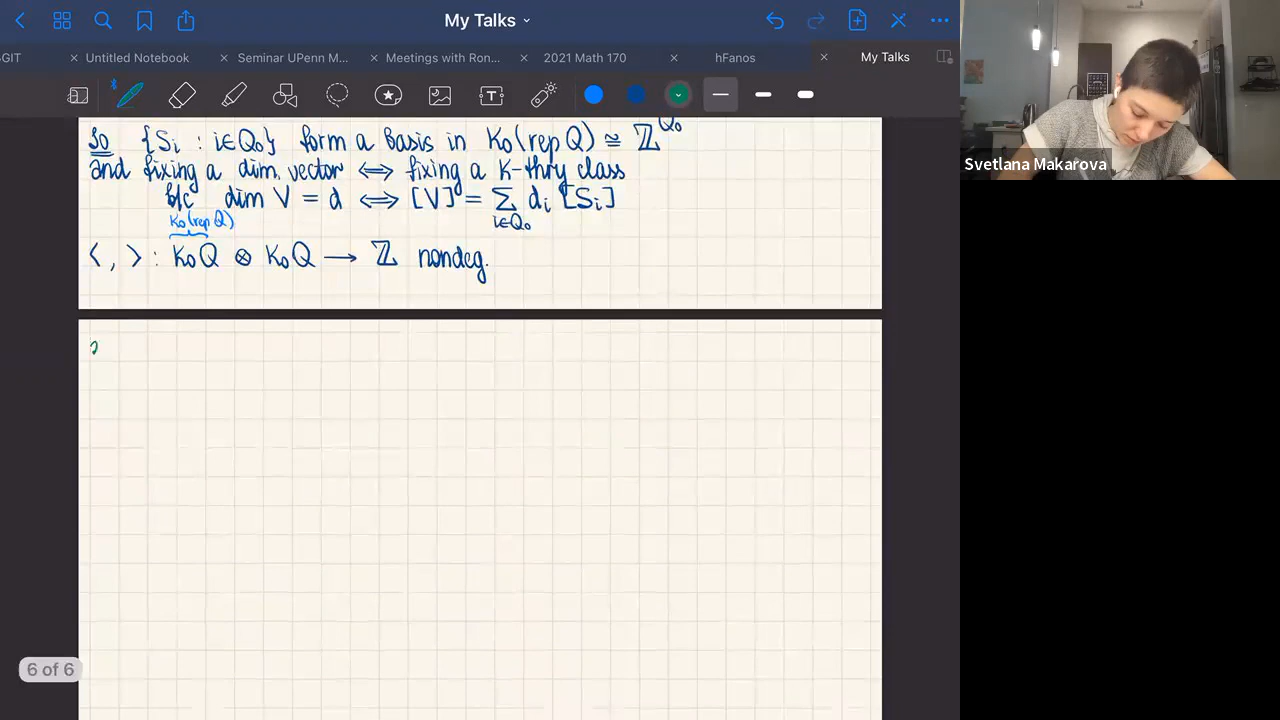 My Talks
GIT
Untitled Notebook
Seminar UPenn M...
Meetings with Ron...
2021 Math 170
hFanos
My Talks
So {Sᵢ : i∈Q₀} form a basis in K₀(rep Q) ≅ ℤ^Q₀
and fixing a dim. vector ⟺ fixing a K-thry class
b/c dim V = d ⟺ [V] = Σ_{i∈Q₀} dᵢ [Sᵢ]
K₀(rep Q)
< , > : K₀Q ⊗ K₀Q → ℤ nondeg.
6 of 6
Svetlana Makarova